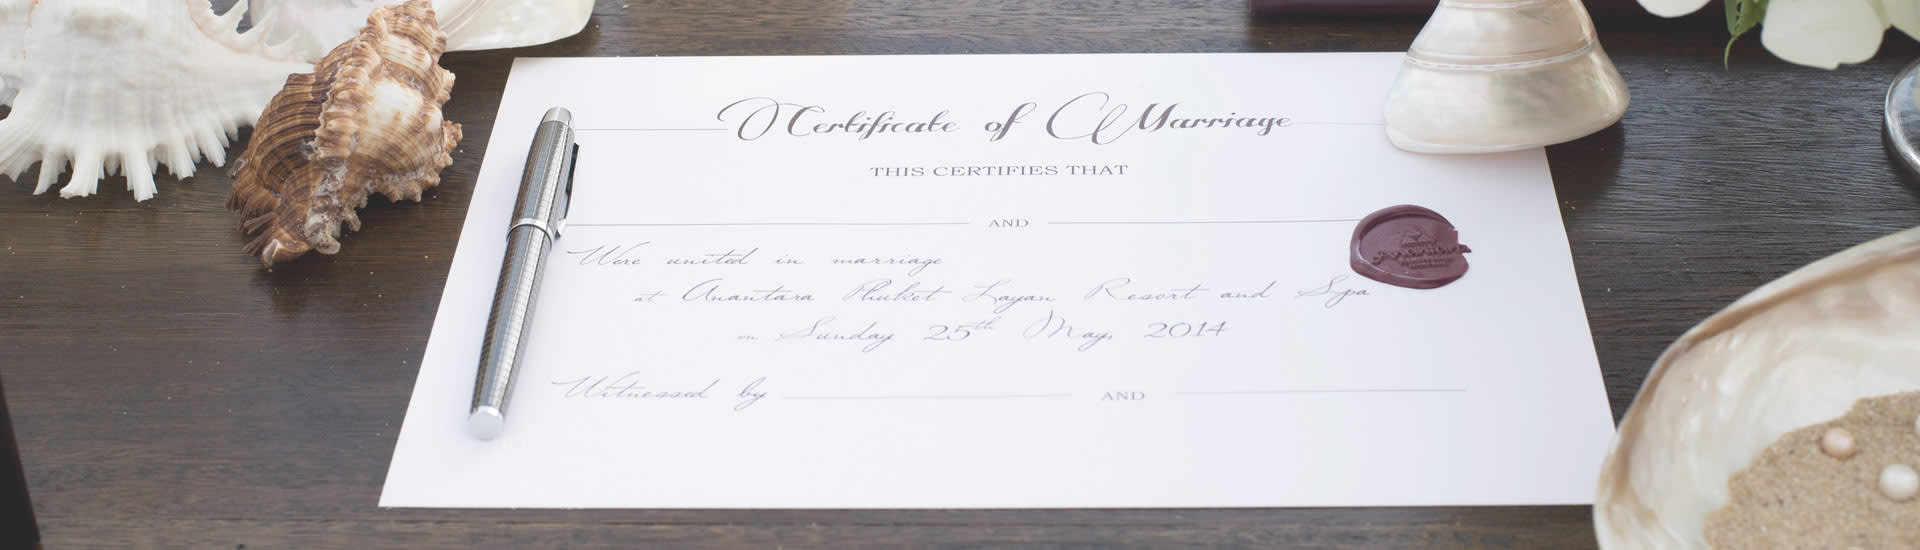 Certificate of Marriage
THIS CERTIFIES THAT
AND
Were united in marriage
at Anantara Phuket Layan Resort and Spa
on Sunday 25th May, 2014
Witnessed by AND